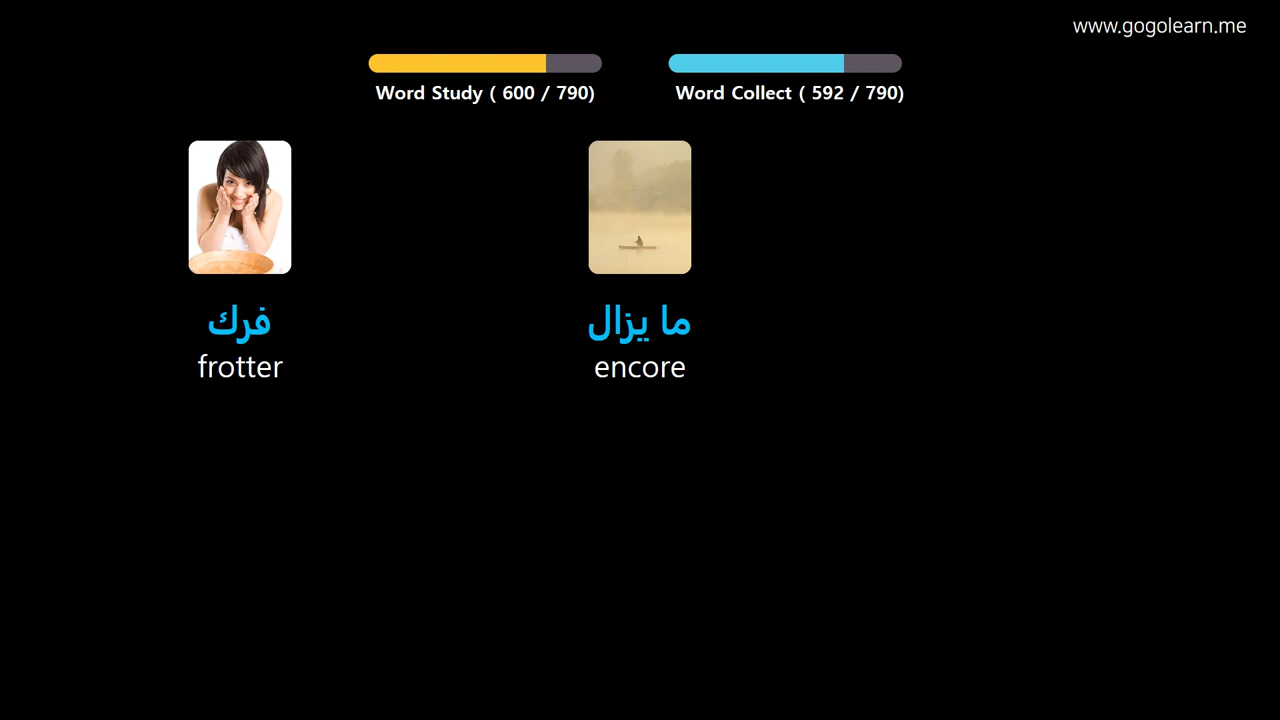 www.gogolearn.me
Word Study ( 600 / 790)
Word Collect ( 592 / 790)
فرك
frotter
ما يزال
encore